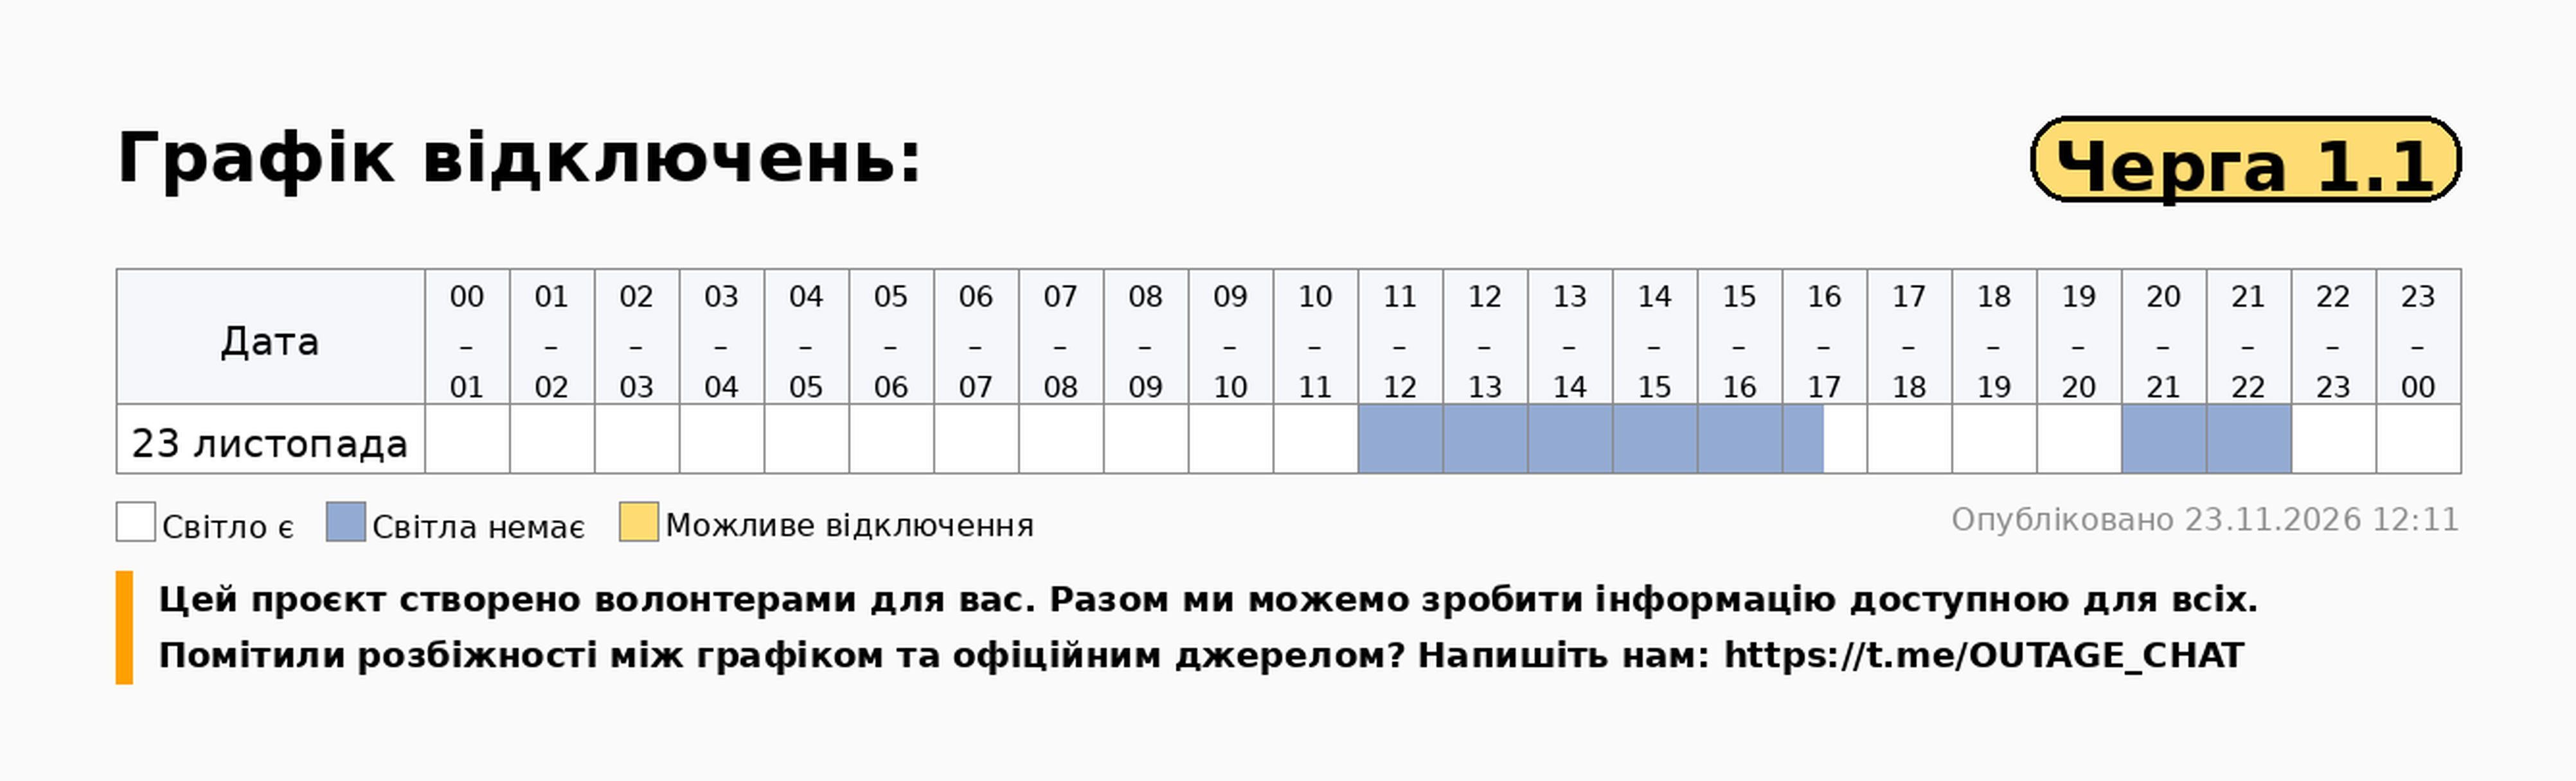 Графік відключень:
Черга 1.1
Дата
00 – 01
01 – 02
02 – 03
03 – 04
04 – 05
05 – 06
06 – 07
07 – 08
08 – 09
09 – 10
10 – 11
11 – 12
12 – 13
13 – 14
14 – 15
15 – 16
16 – 17
17 – 18
18 – 19
19 – 20
20 – 21
21 – 22
22 – 23
23 – 00
23 листопада
Світло є
Світла немає
Можливе відключення
Опубліковано 23.11.2026 12:11
Цей проєкт створено волонтерами для вас. Разом ми можемо зробити інформацію доступною для всіх.
Помітили розбіжності між графіком та офіційним джерелом? Напишіть нам: https://t.me/OUTAGE_CHAT